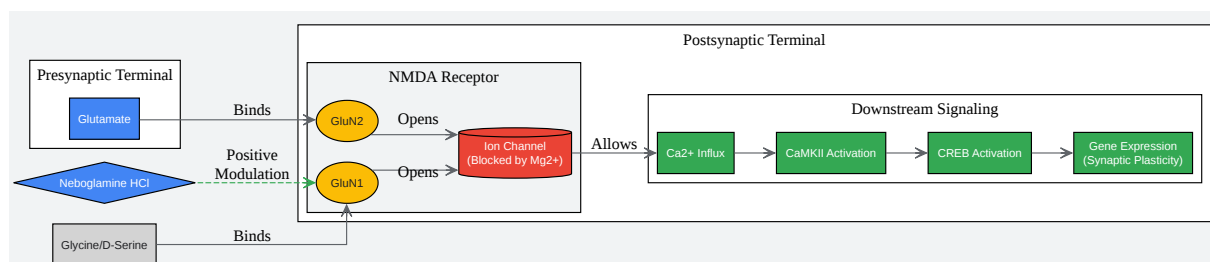 Postsynaptic Terminal
Presynaptic Terminal
NMDA Receptor
Downstream Signaling
Glutamate
Binds
GluN2
Opens
Ion Channel
(Blocked by Mg2+)
Allows
Ca2+ Influx
CaMKII Activation
CREB Activation
Gene Expression
(Synaptic Plasticity)
Neboglamine HCl
Positive
Modulation
GluN1
Opens
Glycine/D-Serine
Binds